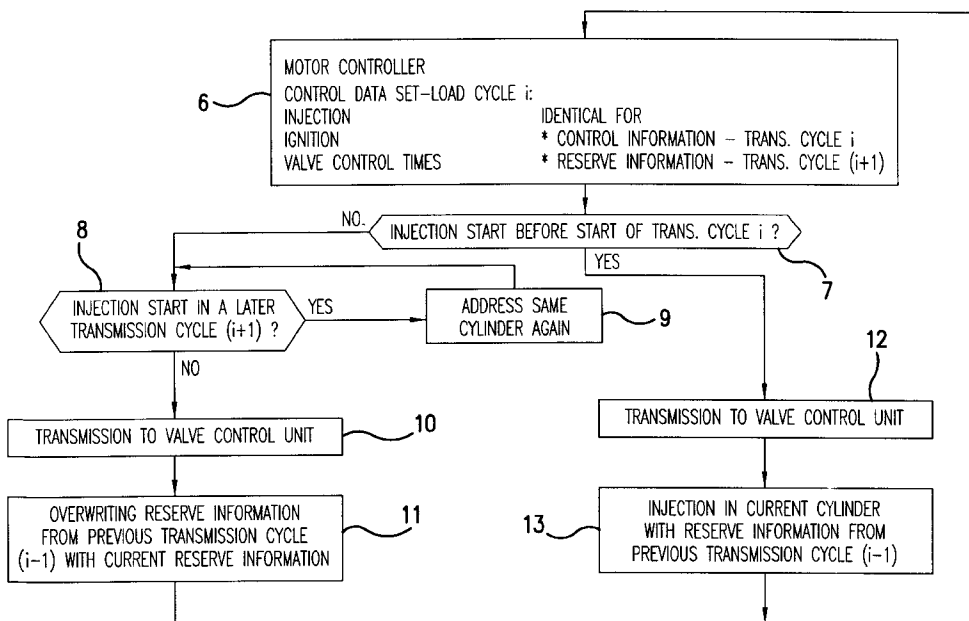 MOTOR CONTROLLER
6
CONTROL DATA SET-LOAD CYCLE i:
INJECTION IDENTICAL FOR
IGNITION * CONTROL INFORMATION - TRANS. CYCLE i
VALVE CONTROL TIMES * RESERVE INFORMATION - TRANS. CYCLE (i+1)
NO.
INJECTION START BEFORE START OF TRANS. CYCLE i ?
7
YES
8
INJECTION START IN A LATER
TRANSMISSION CYCLE (i+1) ?
YES
ADDRESS SAME
CYLINDER AGAIN
9
NO
12
TRANSMISSION TO VALVE CONTROL UNIT
10
TRANSMISSION TO VALVE CONTROL UNIT
OVERWRITING RESERVE INFORMATION
FROM PREVIOUS TRANSMISSION CYCLE
(i-1) WITH CURRENT RESERVE INFORMATION
11
INJECTION IN CURRENT CYLINDER
WITH RESERVE INFORMATION FROM
PREVIOUS TRANSMISSION CYCLE (i-1)
13